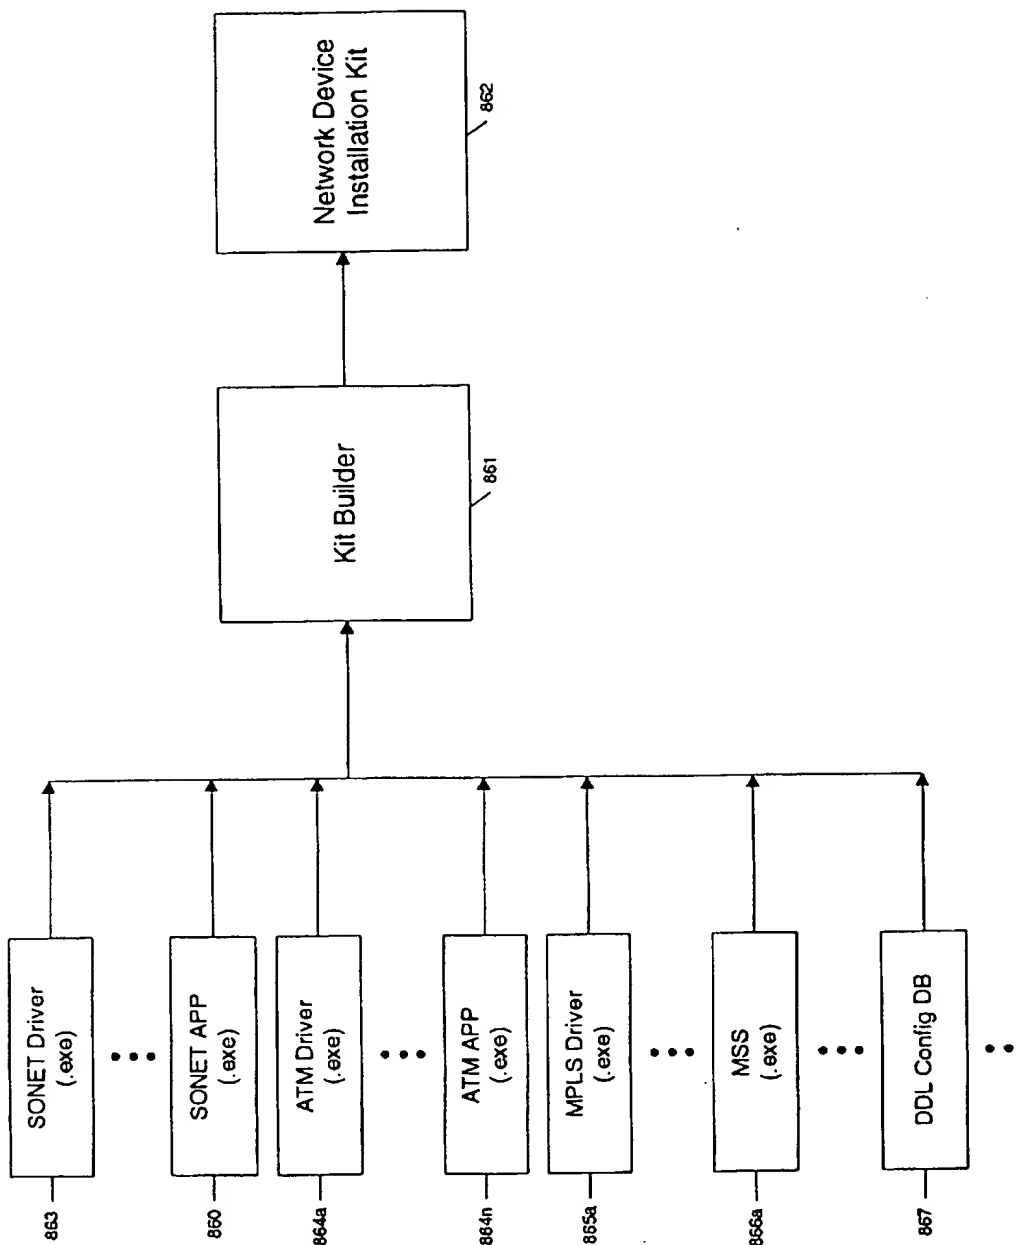 SONET Driver
(.exe)
863
SONET APP
(.exe)
860
ATM Driver
(.exe)
864a
ATM APP
(.exe)
864n
MPLS Driver
(.exe)
865a
MSS
(.exe)
866a
DDL Config DB
867
Kit Builder
861
Network Device
Installation Kit
862